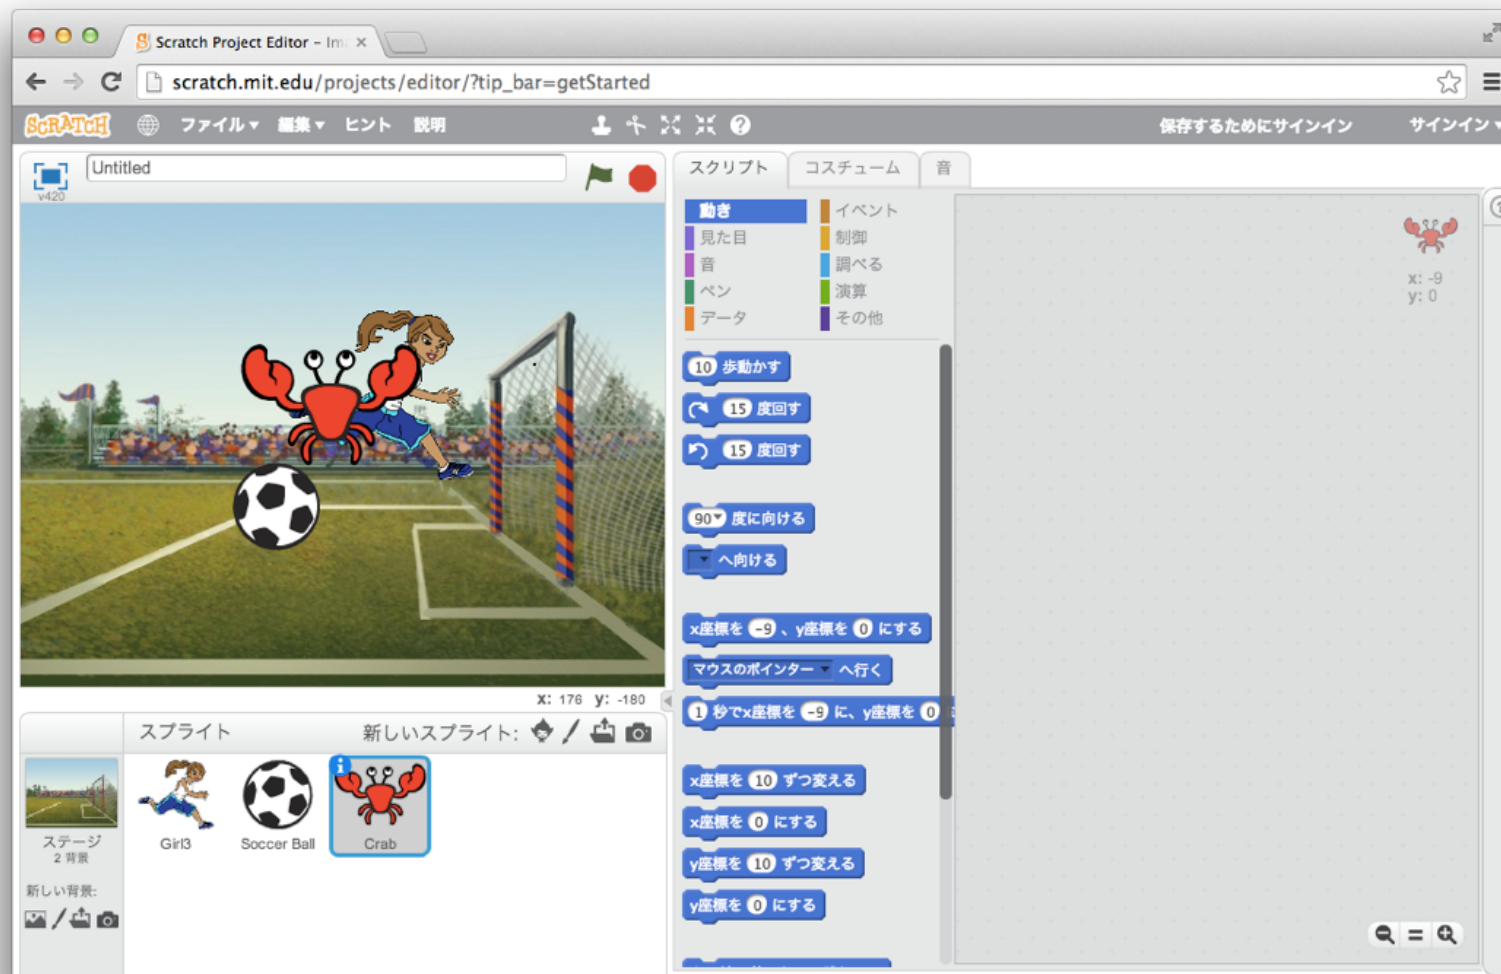 Scratch Project Editor – Im
scratch.mit.edu/projects/editor/?tip_bar=getStarted
SCRATCH ファイル 編集 ヒント 説明 保存するためにサインイン サインイン
Untitled
v420
スクリプト コスチューム 音
動き イベント
見た目 制御
音 調べる
ペン 演算
データ その他
x: -9
y: 0
10 歩動かす
15 度回す
15 度回す
90 度に向ける
へ向ける
x座標を -9 、y座標を 0 にする
マウスのポインター へ行く
1 秒でx座標を -9 に、y座標を 0 に
x座標を 10 ずつ変える
x座標を 0 にする
y座標を 10 ずつ変える
y座標を 0 にする
x: 176 y: -180
スプライト 新しいスプライト:
ステージ
2 背景
新しい背景:
Girl3 Soccer Ball Crab